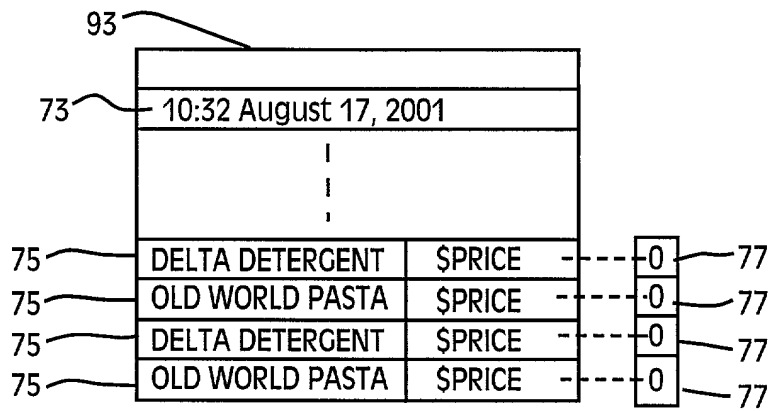 93
73 10:32 August 17, 2001
75 DELTA DETERGENT $PRICE 0 77
75 OLD WORLD PASTA $PRICE 0 77
75 DELTA DETERGENT $PRICE 0 77
75 OLD WORLD PASTA $PRICE 0 77